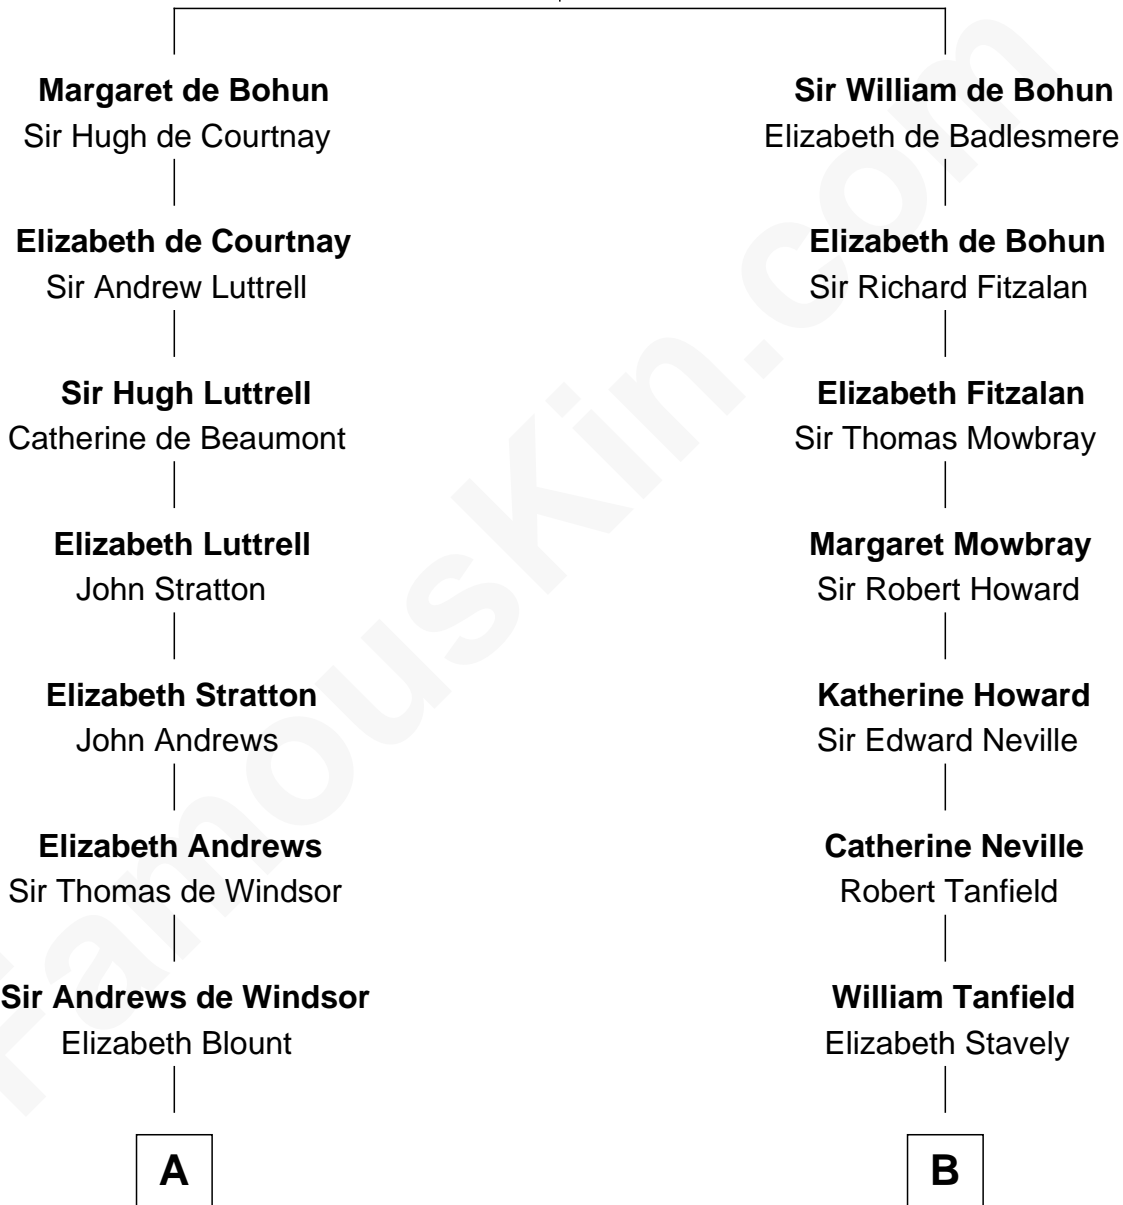 Margaret de Bohun
Sir Hugh de Courtnay
Sir William de Bohun
Elizabeth de Badlesmere
Elizabeth de Courtnay
Sir Andrew Luttrell
Elizabeth de Bohun
Sir Richard Fitzalan
Sir Hugh Luttrell
Catherine de Beaumont
Elizabeth Fitzalan
Sir Thomas Mowbray
Elizabeth Luttrell
John Stratton
Margaret Mowbray
Sir Robert Howard
Elizabeth Stratton
John Andrews
Katherine Howard
Sir Edward Neville
Elizabeth Andrews
Sir Thomas de Windsor
Catherine Neville
Robert Tanfield
Sir Andrews de Windsor
Elizabeth Blount
William Tanfield
Elizabeth Stavely
A
B
FamousKin.com